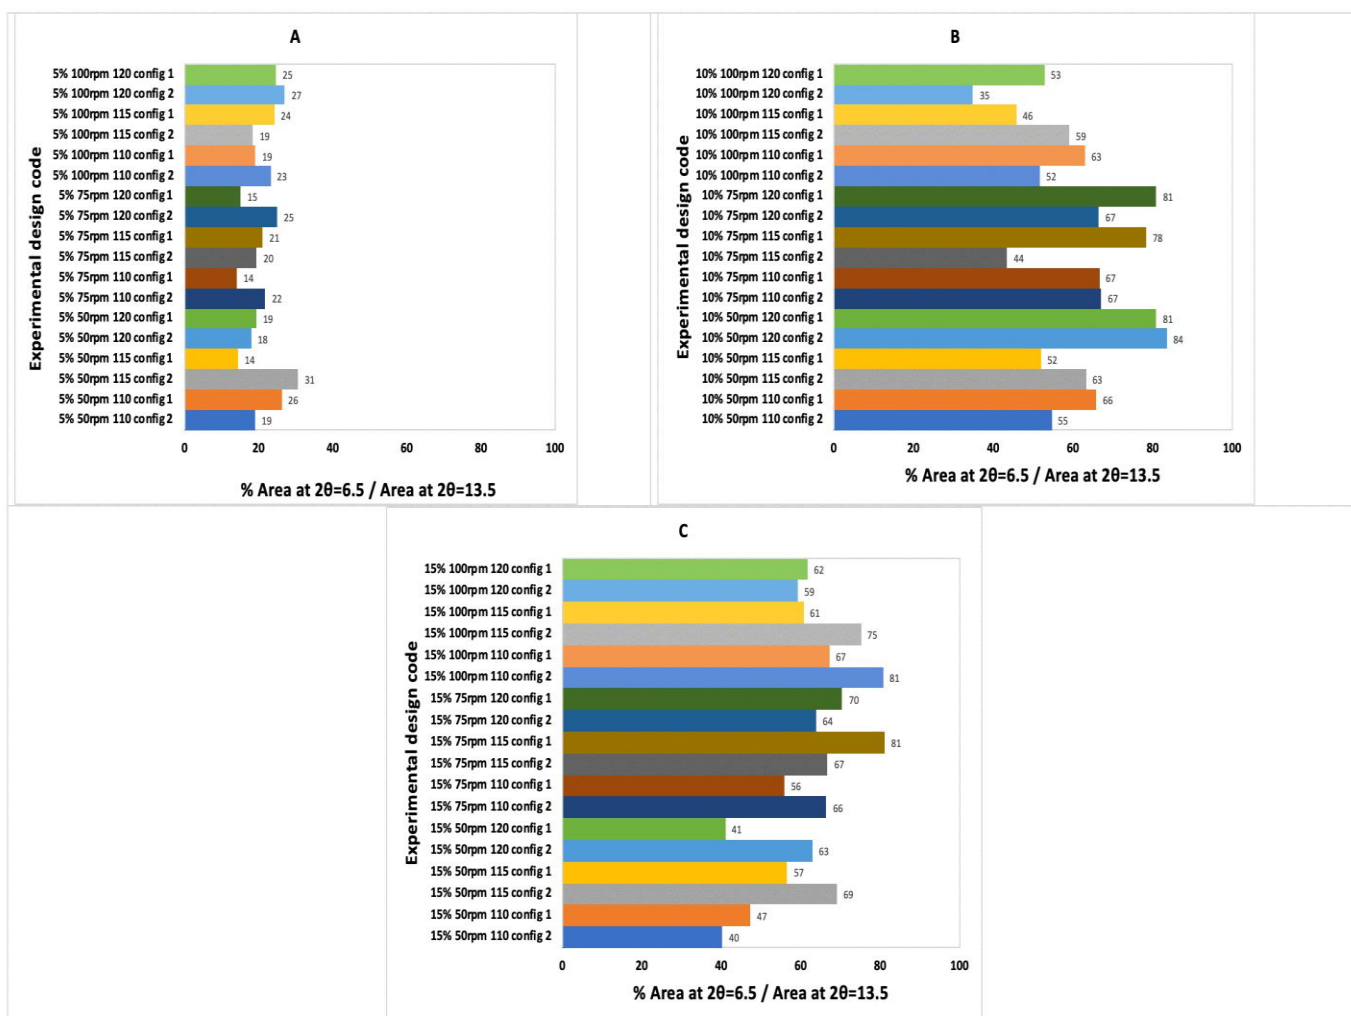 A
Experimental design code
5% 100rpm 120 config 1 25
5% 100rpm 120 config 2 27
5% 100rpm 115 config 1 24
5% 100rpm 115 config 2 19
5% 100rpm 110 config 1 19
5% 100rpm 110 config 2 23
5% 75rpm 120 config 1 15
5% 75rpm 120 config 2 25
5% 75rpm 115 config 1 21
5% 75rpm 115 config 2 20
5% 75rpm 110 config 1 14
5% 75rpm 110 config 2 22
5% 50rpm 120 config 1 19
5% 50rpm 120 config 2 18
5% 50rpm 115 config 1 14
5% 50rpm 115 config 2 31
5% 50rpm 110 config 1 26
5% 50rpm 110 config 2 19
0 20 40 60 80 100
% Area at 2θ=6.5 / Area at 2θ=13.5
B
Experimental design code
10% 100rpm 120 config 1 53
10% 100rpm 120 config 2 35
10% 100rpm 115 config 1 46
10% 100rpm 115 config 2 59
10% 100rpm 110 config 1 63
10% 100rpm 110 config 2 52
10% 75rpm 120 config 1 81
10% 75rpm 120 config 2 67
10% 75rpm 115 config 1 78
10% 75rpm 115 config 2 44
10% 75rpm 110 config 1 67
10% 75rpm 110 config 2 67
10% 50rpm 120 config 1 81
10% 50rpm 120 config 2 84
10% 50rpm 115 config 1 52
10% 50rpm 115 config 2 63
10% 50rpm 110 config 1 66
10% 50rpm 110 config 2 55
0 20 40 60 80 100
% Area at 2θ=6.5 / Area at 2θ=13.5
C
Experimental design code
15% 100rpm 120 config 1 62
15% 100rpm 120 config 2 59
15% 100rpm 115 config 1 61
15% 100rpm 115 config 2 75
15% 100rpm 110 config 1 67
15% 100rpm 110 config 2 81
15% 75rpm 120 config 1 70
15% 75rpm 120 config 2 64
15% 75rpm 115 config 1 81
15% 75rpm 115 config 2 67
15% 75rpm 110 config 1 56
15% 75rpm 110 config 2 66
15% 50rpm 120 config 1 41
15% 50rpm 120 config 2 63
15% 50rpm 115 config 1 57
15% 50rpm 115 config 2 69
15% 50rpm 110 config 1 47
15% 50rpm 110 config 2 40
0 20 40 60 80 100
% Area at 2θ=6.5 / Area at 2θ=13.5